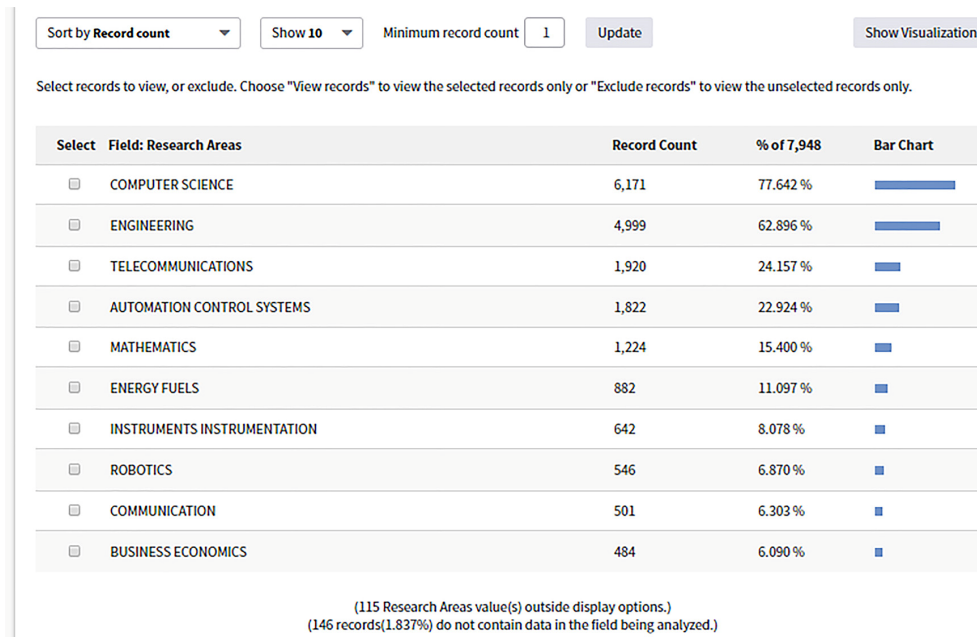 Sort by Record count Show 10 Minimum record count 1 Update Show Visualization
Select records to view, or exclude. Choose "View records" to view the selected records only or "Exclude records" to view the unselected records only.
Select Field: Research Areas Record Count % of 7,948 Bar Chart
COMPUTER SCIENCE 6,171 77.642 %
ENGINEERING 4,999 62.896 %
TELECOMMUNICATIONS 1,920 24.157 %
AUTOMATION CONTROL SYSTEMS 1,822 22.924 %
MATHEMATICS 1,224 15.400 %
ENERGY FUELS 882 11.097 %
INSTRUMENTS INSTRUMENTATION 642 8.078 %
ROBOTICS 546 6.870 %
COMMUNICATION 501 6.303 %
BUSINESS ECONOMICS 484 6.090 %
(115 Research Areas value(s) outside display options.)
(146 records(1.837%) do not contain data in the field being analyzed.)